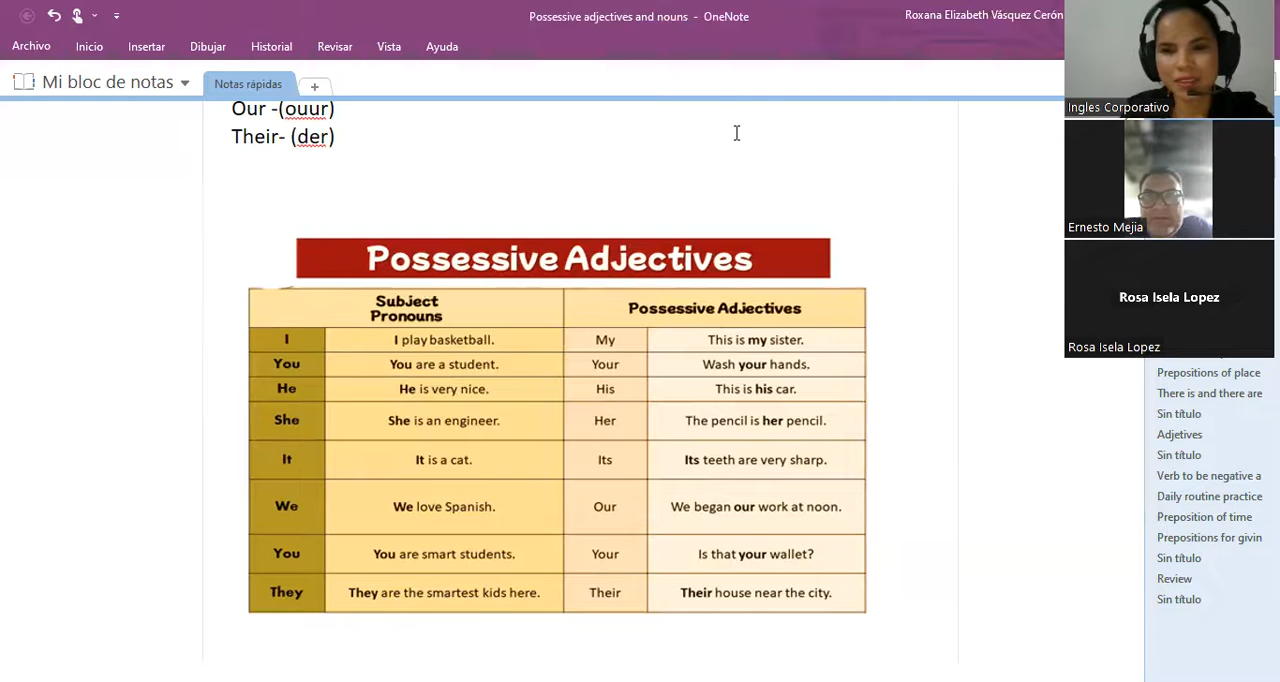 Possessive adjectives and nouns - OneNote
Roxana Elizabeth Vásquez Cerón
Archivo Inicio Insertar Dibujar Historial Revisar Vista Ayuda
Mi bloc de notas
Notas rápidas
+
Our -(ouur)
Their- (der)
Possessive Adjectives
Subject
Pronouns
Possessive Adjectives
I I play basketball. My This is my sister.
You You are a student. Your Wash your hands.
He He is very nice. His This is his car.
She She is an engineer. Her The pencil is her pencil.
It It is a cat. Its Its teeth are very sharp.
We We love Spanish. Our We began our work at noon.
You You are smart students. Your Is that your wallet?
They They are the smartest kids here. Their Their house near the city.
Ingles Corporativo
Ernesto Mejia
Rosa Isela Lopez
Rosa Isela Lopez
Prepositions of place
There is and there are
Sin título
Adjetives
Sin título
Verb to be negative a
Daily routine practice
Preposition of time
Prepositions for givin
Sin título
Review
Sin título